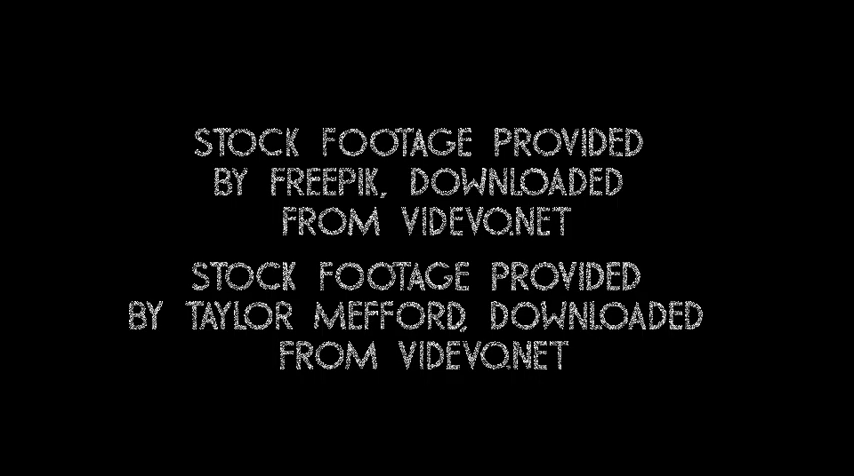 STOCK FOOTAGE PROVIDED
BY FREEPIK, DOWNLOADED
FROM VIDEVO.NET
STOCK FOOTAGE PROVIDED
BY TAYLOR MEFFORD, DOWNLOADED
FROM VIDEVO.NET